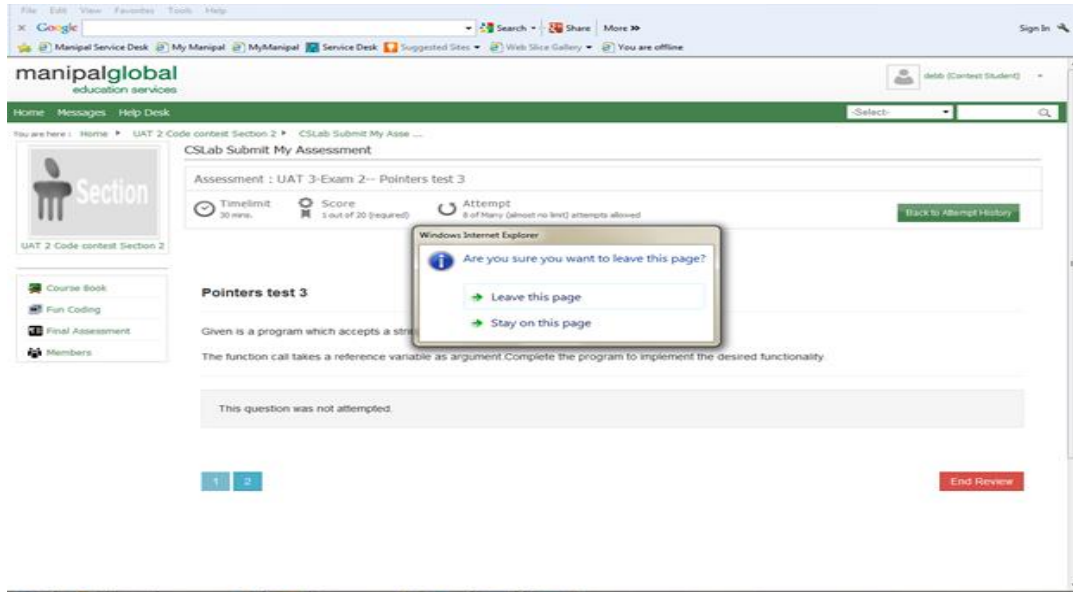 File Edit View Favorites Tools Help
× Google Search Share More » Sign In
Manipal Service Desk My Manipal MyManipal Service Desk Suggested Sites Web Slice Gallery You are offline
manipalglobal
education services
debb (Contest Student)
Home Messages Help Desk
-Select-
You are here : Home UAT 2 Code contest Section 2 CSLab Submit My Asse ....
CSLab Submit My Assessment
Section
UAT 2 Code contest Section 2
Assessment : UAT 3-Exam 2-- Pointers test 3
Timelimit
30 mins.
Score
1 out of 20 (required)
Attempt
8 of Many (almost no limit) attempts allowed
Back to Attempt History
Windows Internet Explorer
Are you sure you want to leave this page?
Leave this page
Stay on this page
Course Book
Fun Coding
Final Assessment
Members
Pointers test 3
Given is a program which accepts a
The function call takes a reference variable as argument.Complete the program to implement the desired functionality
This question was not attempted.
1 2
End Review